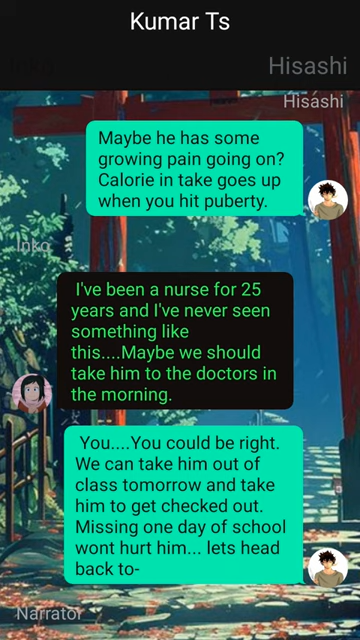 Kumar Ts
Inko
Hisashi
Hisashi
Maybe he has some
growing pain going on?
Calorie in take goes up
when you hit puberty.
Inko
I've been a nurse for 25
years and I've never seen
something like
this....Maybe we should
take him to the doctors in
the morning.
You....You could be right.
We can take him out of
class tomorrow and take
him to get checked out.
Missing one day of school
wont hurt him... lets head
back to-
Narrator